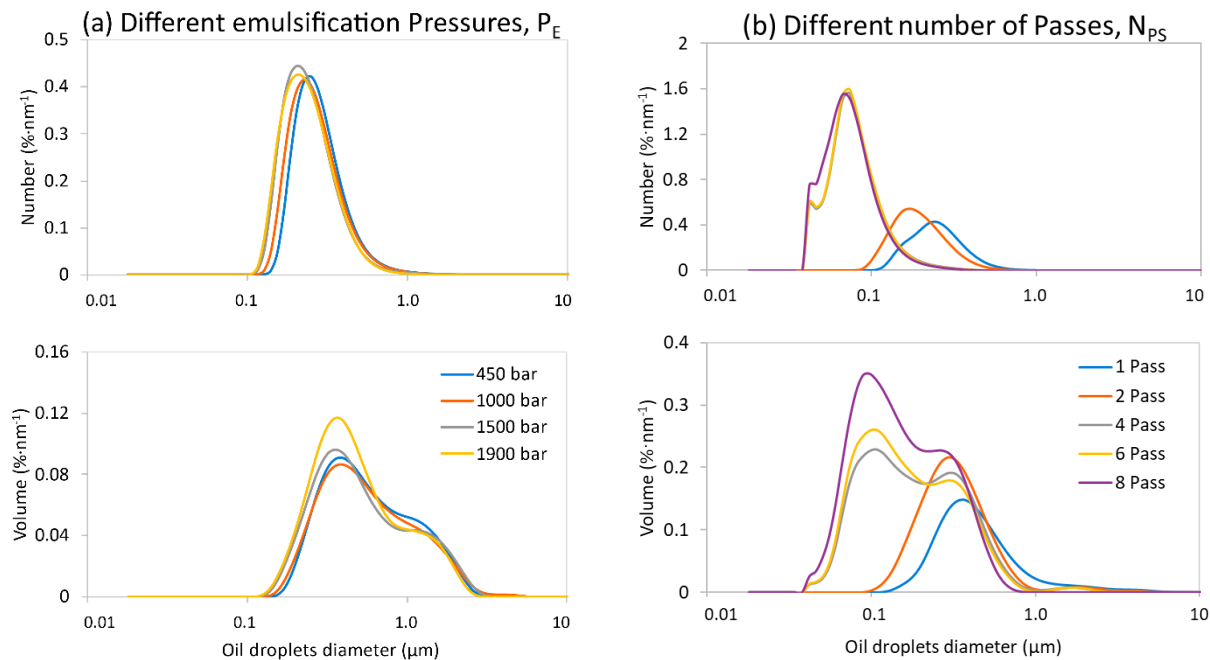 (a) Different emulsification Pressures, PE
0.5
0.4
0.3
0.2
0.1
0
Number (%·nm⁻¹)
0.01 0.1 1.0 10
0.16
0.12
0.08
0.04
0
Volume (%·nm⁻¹)
450 bar
1000 bar
1500 bar
1900 bar
0.01 0.1 1.0 10
Oil droplets diameter (µm)
(b) Different number of Passes, NPS
2
1.6
1.2
0.8
0.4
0
Number (%·nm⁻¹)
0.01 0.1 1.0 10
0.4
0.3
0.2
0.1
0
Volume (%·nm⁻¹)
1 Pass
2 Pass
4 Pass
6 Pass
8 Pass
0.01 0.1 1.0 10
Oil droplets diameter (µm)